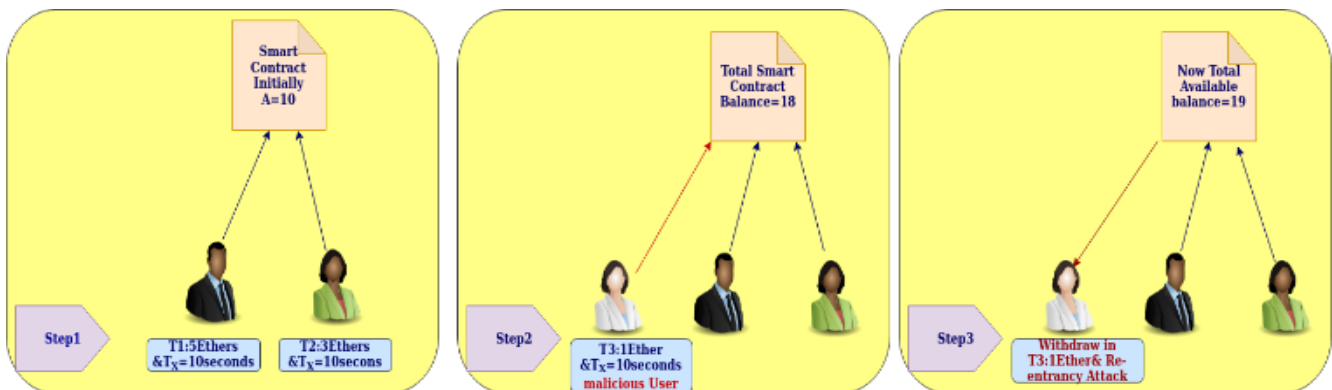 Smart
Contract
Initially
A=10
Step1
T1:5Ethers
&TX=10seconds
T2:3Ethers
&TX=10secons
Total Smart
Contract
Balance=18
Step2
T3:1Ether
&TX=10seconds
malicious User
Now Total
Available
balance=19
Step3
Withdraw in
T3:1Ether& Re-
entrancy Attack